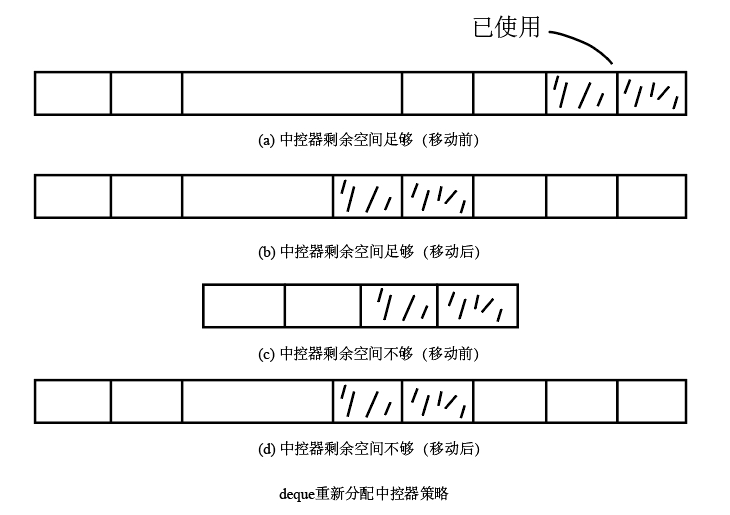 已使用
(a) 中控器剩余空间足够（移动前）
(b) 中控器剩余空间足够（移动后）
(c) 中控器剩余空间不够（移动前）
(d) 中控器剩余空间不够（移动后）
deque重新分配中控器策略